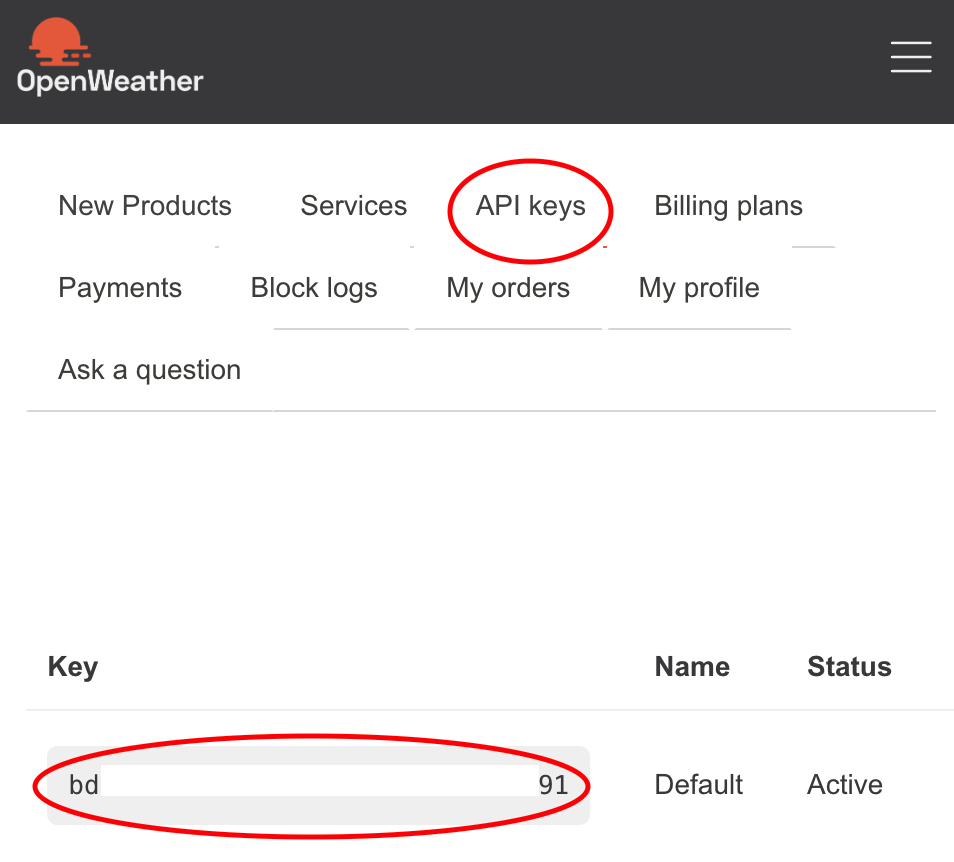 OpenWeather
New Products Services API keys Billing plans
Payments Block logs My orders My profile
Ask a question
Key Name Status
bd 91 Default Active